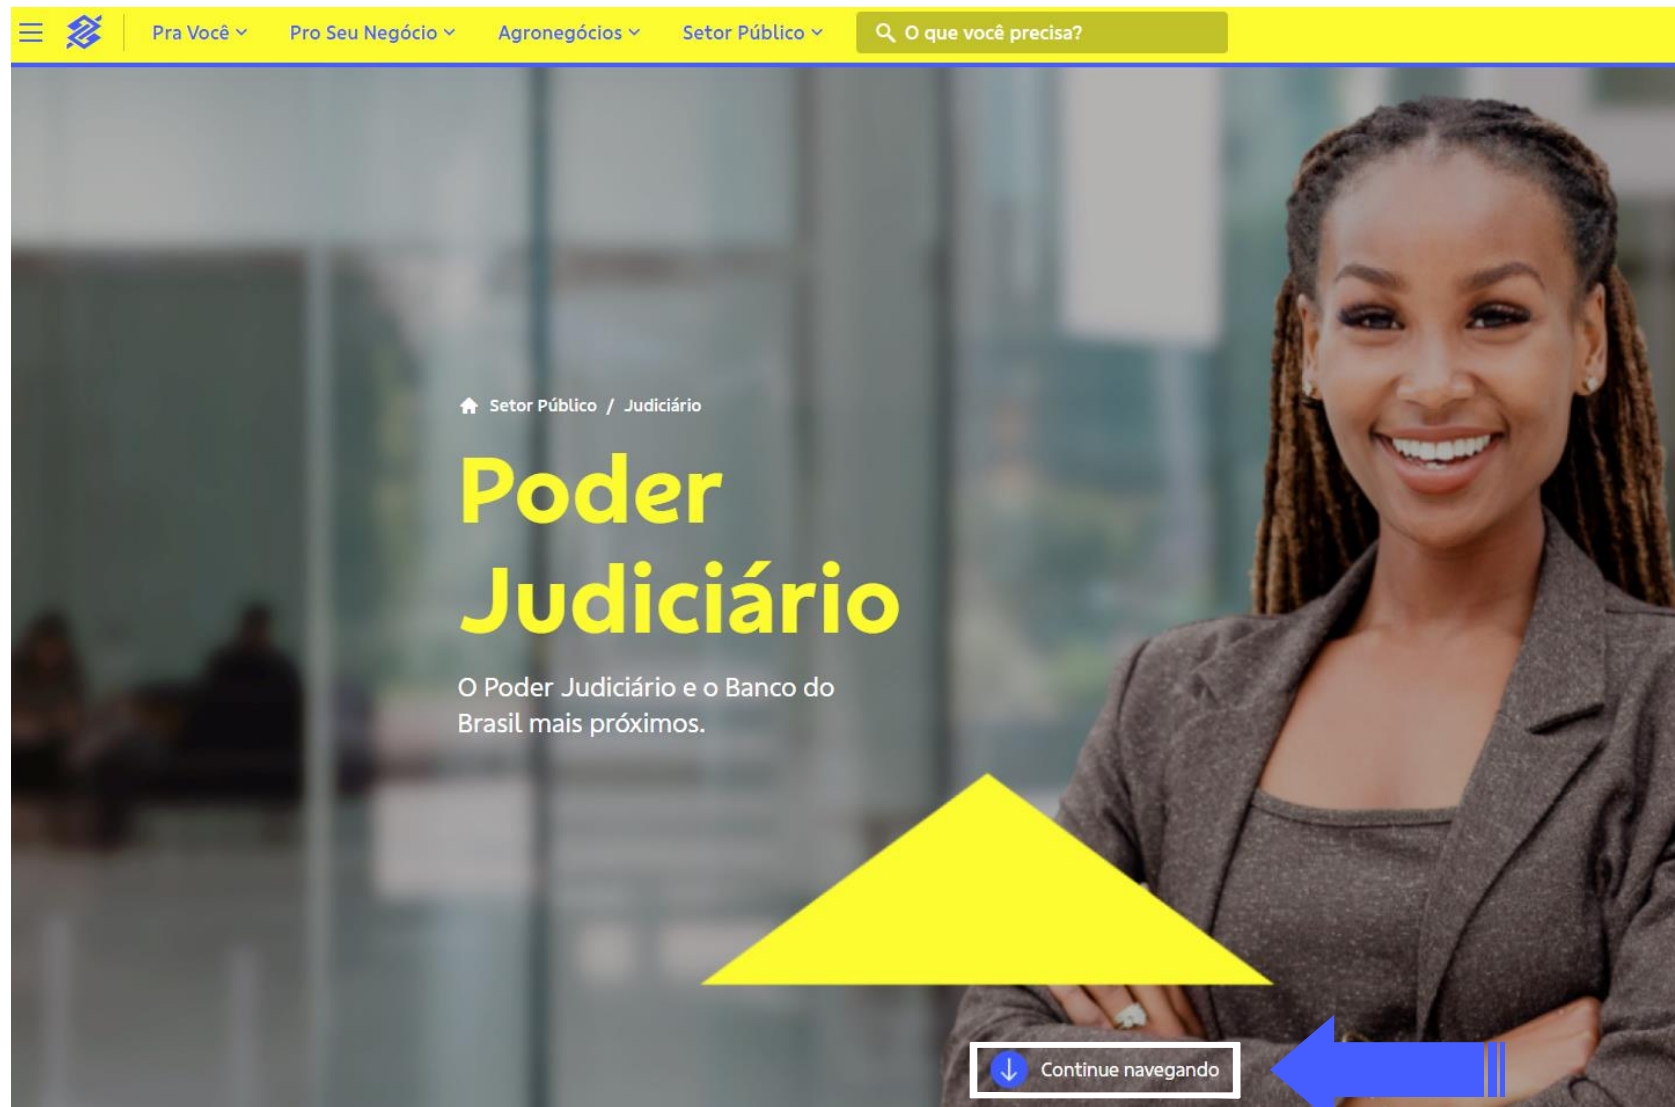 Pra Você
Pro Seu Negócio
Agronegócios
Setor Público
O que você precisa?
Setor Público / Judiciário
Poder
Judiciário
O Poder Judiciário e o Banco do
Brasil mais próximos.
Continue navegando